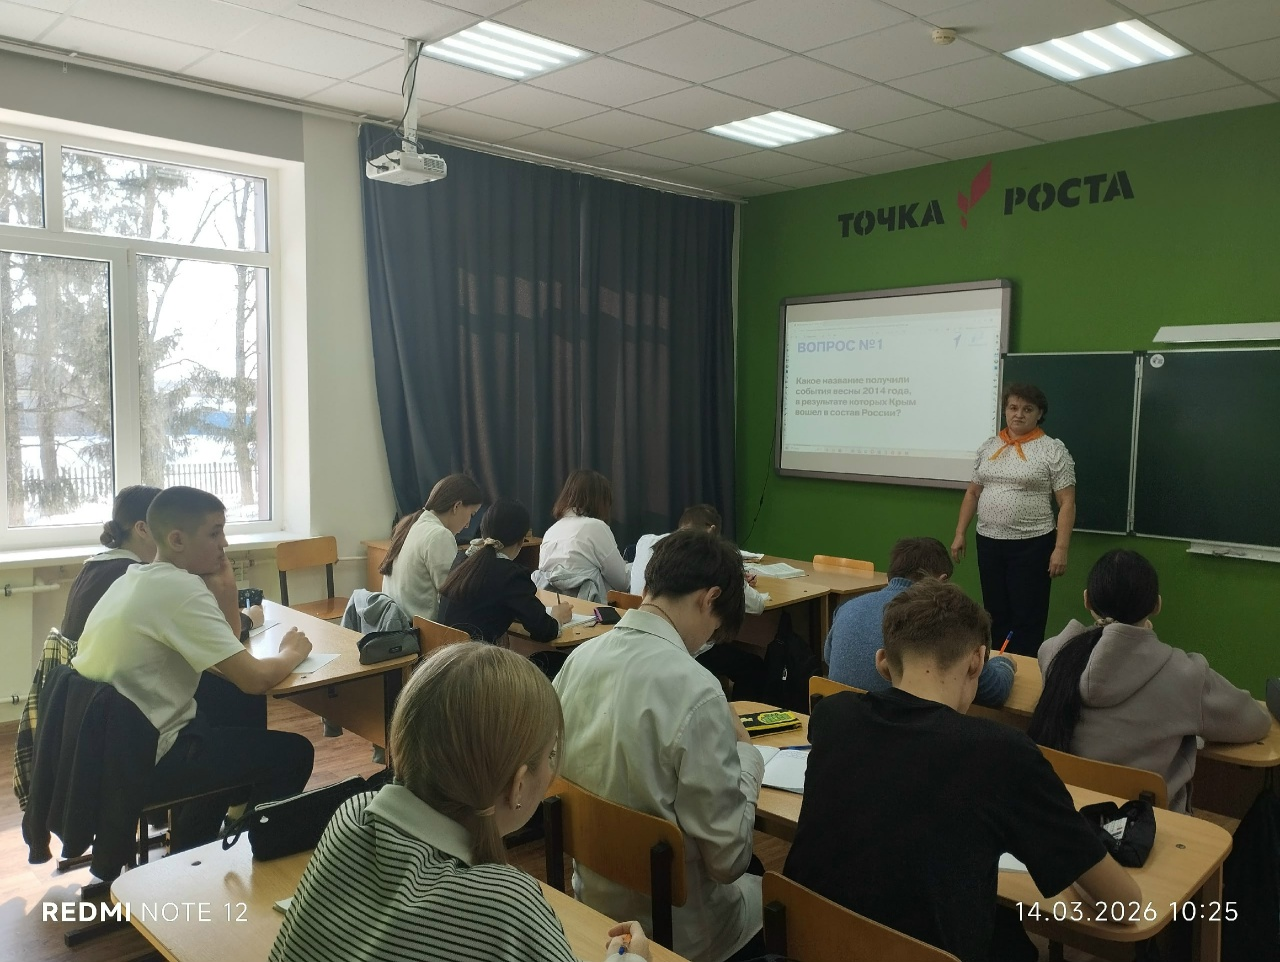 ТОЧКА РОСТА
ВОПРОС №1
Какое название получили
события весны 2014 года,
в результате которых Крым
вошел в состав России?
REDMI NOTE 12
14.03.2026 10:25